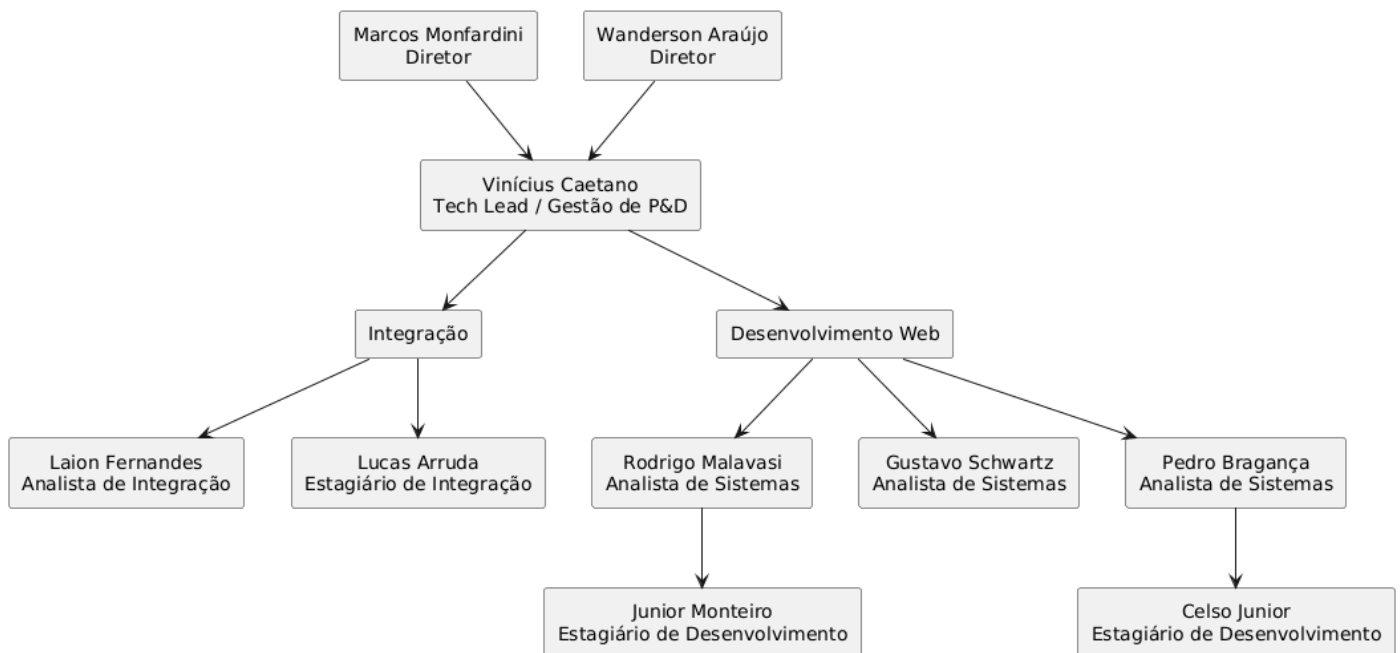 Marcos Monfardini
Diretor
Wanderson Araújo
Diretor
Vinícius Caetano
Tech Lead / Gestão de P&D
Integração
Desenvolvimento Web
Laion Fernandes
Analista de Integração
Lucas Arruda
Estagiário de Integração
Rodrigo Malavasi
Analista de Sistemas
Gustavo Schwartz
Analista de Sistemas
Pedro Bragança
Analista de Sistemas
Junior Monteiro
Estagiário de Desenvolvimento
Celso Junior
Estagiário de Desenvolvimento